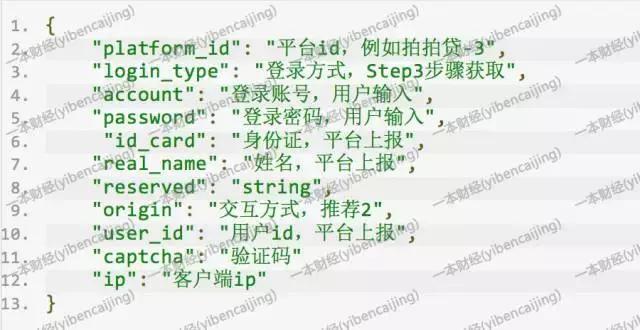 1. {
2. "platform_id": "平台id, 例如拍拍贷-3",
3. "login_type": "登录方式, Step3步骤获取",
4. "account": "登录账号, 用户输入",
5. "password": "登录密码, 用户输入",
6. "id_card": "身份证, 平台上报",
7. "real_name": "姓名, 平台上报",
8. "reserved": "string",
9. "origin": "交互方式, 推荐2",
10. "user_id": "用户id, 平台上报",
11. "captcha": "验证码"
12. "ip": "客户端ip"
13. }
一本财经(yibencaijing)